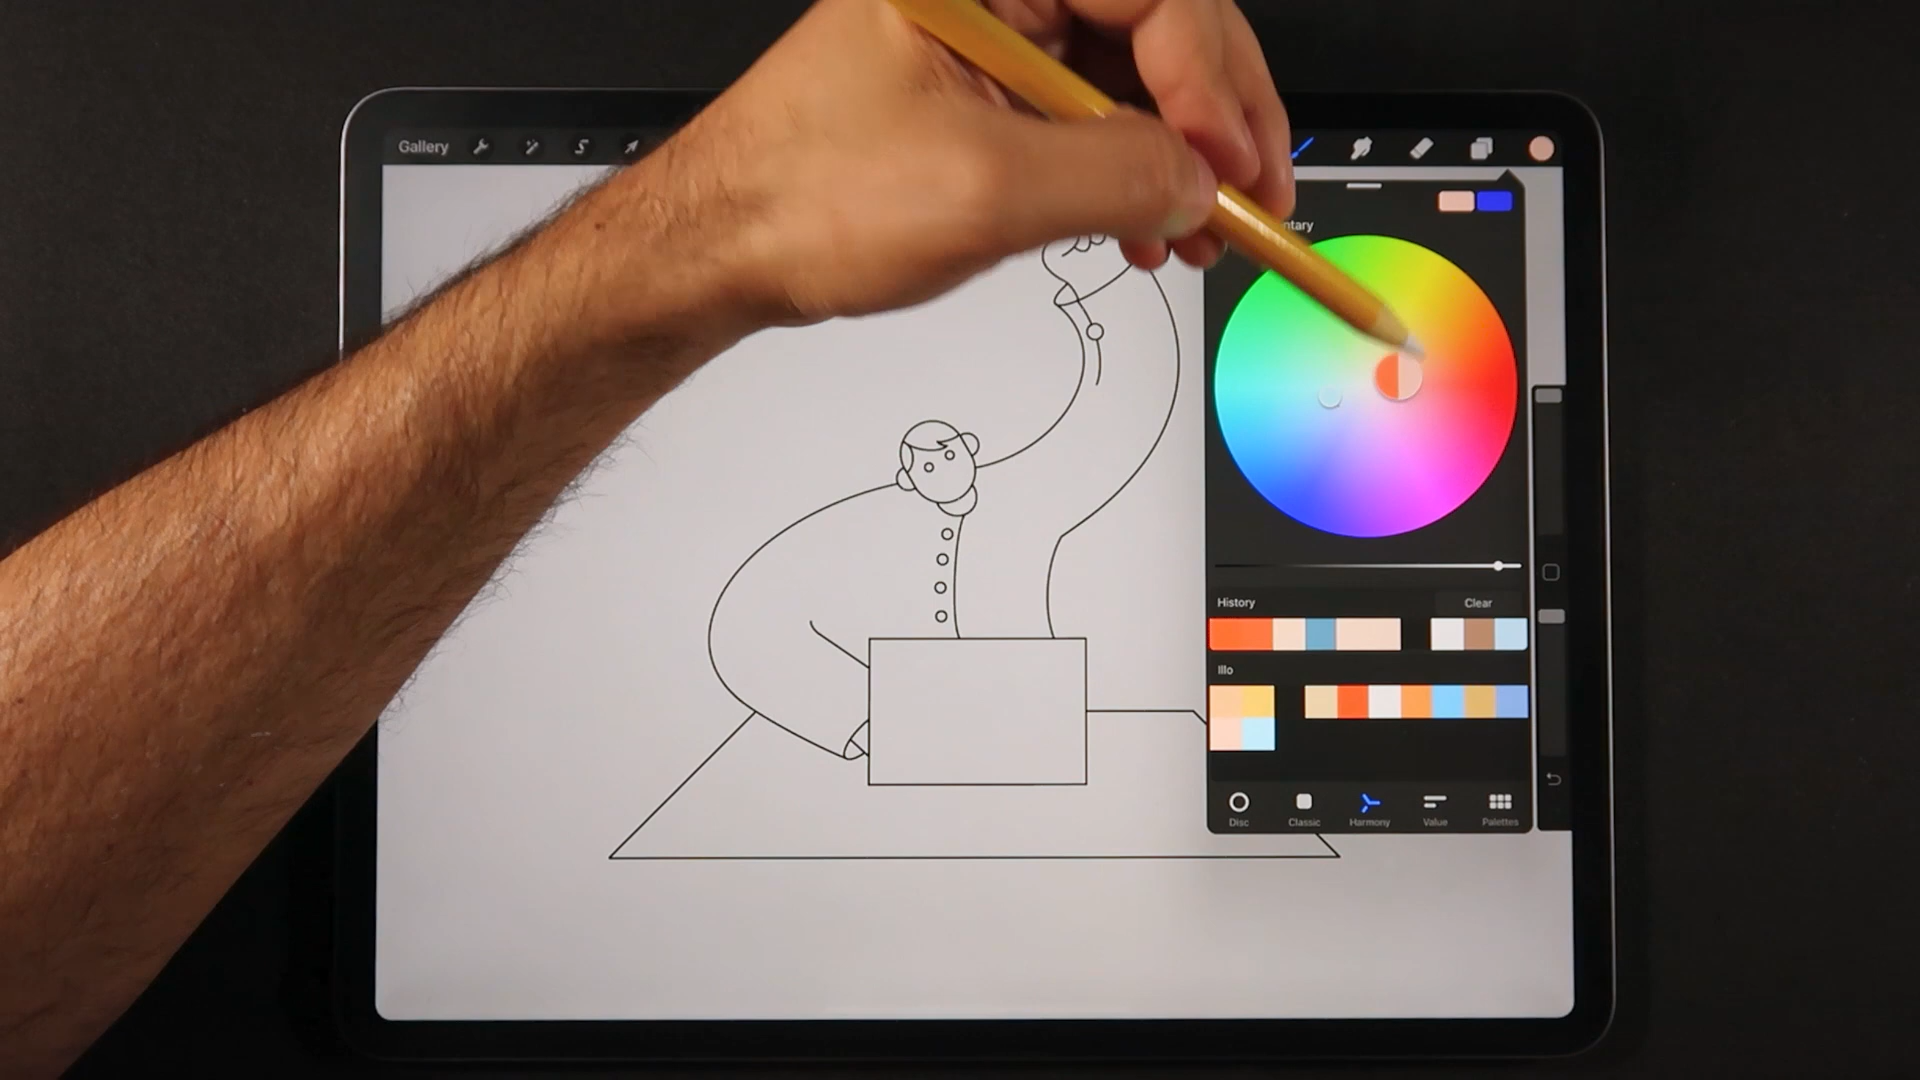 Gallery
ntary
History
Clear
Illo
Disc
Classic
Harmony
Value
Palettes